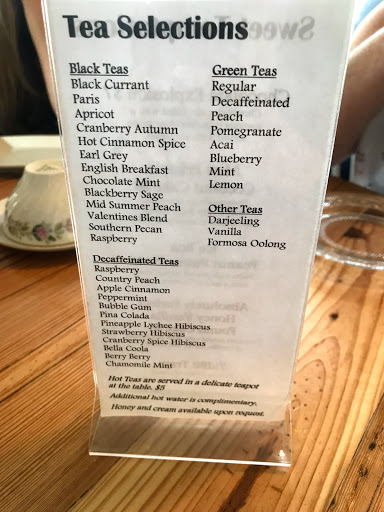 Tea Selections
Black Teas
Black Currant
Paris
Apricot
Cranberry Autumn
Hot Cinnamon Spice
Earl Grey
English Breakfast
Chocolate Mint
Blackberry Sage
Mid Summer Peach
Valentines Blend
Southern Pecan
Raspberry
Green Teas
Regular
Decaffeinated
Peach
Pomegranate
Acai
Blueberry
Mint
Lemon
Other Teas
Darjeeling
Vanilla
Formosa Oolong
Decaffeinated Teas
Raspberry
Country Peach
Apple Cinnamon
Peppermint
Bubble Gum
Pina Colada
Pineapple Lychee Hibiscus
Strawberry Hibiscus
Cranberry Spice Hibiscus
Bella Coola
Berry Berry
Chamomile Mint
Hot Teas are served in a delicate teapot
at the table. $5
Additional hot water is complimentary.
Honey and cream available upon request.